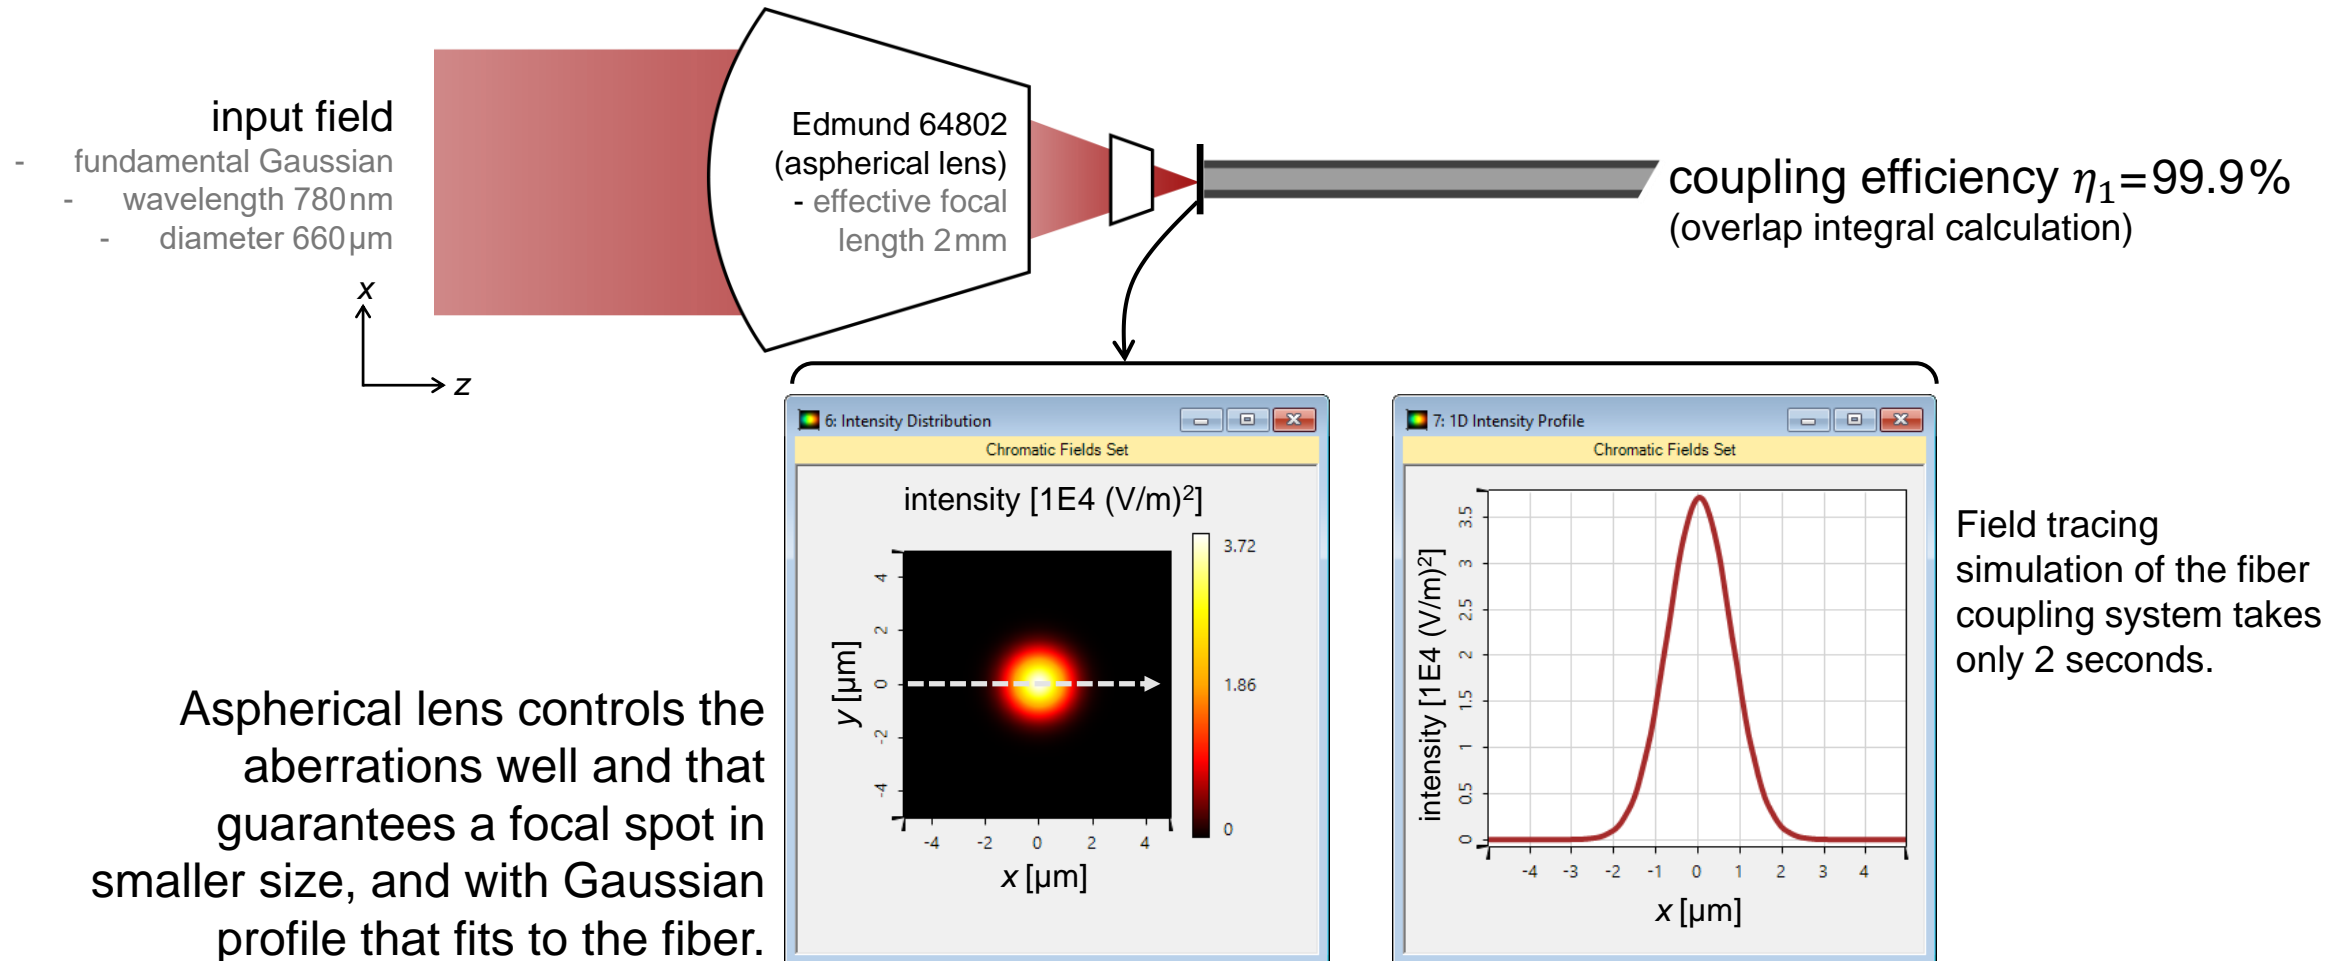 input field
- fundamental Gaussian
- wavelength 780nm
- diameter 660µm
x
z
Edmund 64802
(aspherical lens)
- effective focal
length 2mm
coupling efficiency η₁=99.9%
(overlap integral calculation)
6: Intensity Distribution
Chromatic Fields Set
intensity [1E4 (V/m)²]
3.72
1.86
0
4
2
0
-2
-4
y [µm]
-4 -2 0 2 4
x [µm]
7: 1D Intensity Profile
Chromatic Fields Set
intensity [1E4 (V/m)²]
3.5
3
2.5
2
1.5
1
0.5
0
-4 -3 -2 -1 0 1 2 3 4
x [µm]
Field tracing
simulation of the fiber
coupling system takes
only 2 seconds.
Aspherical lens controls the
aberrations well and that
guarantees a focal spot in
smaller size, and with Gaussian
profile that fits to the fiber.